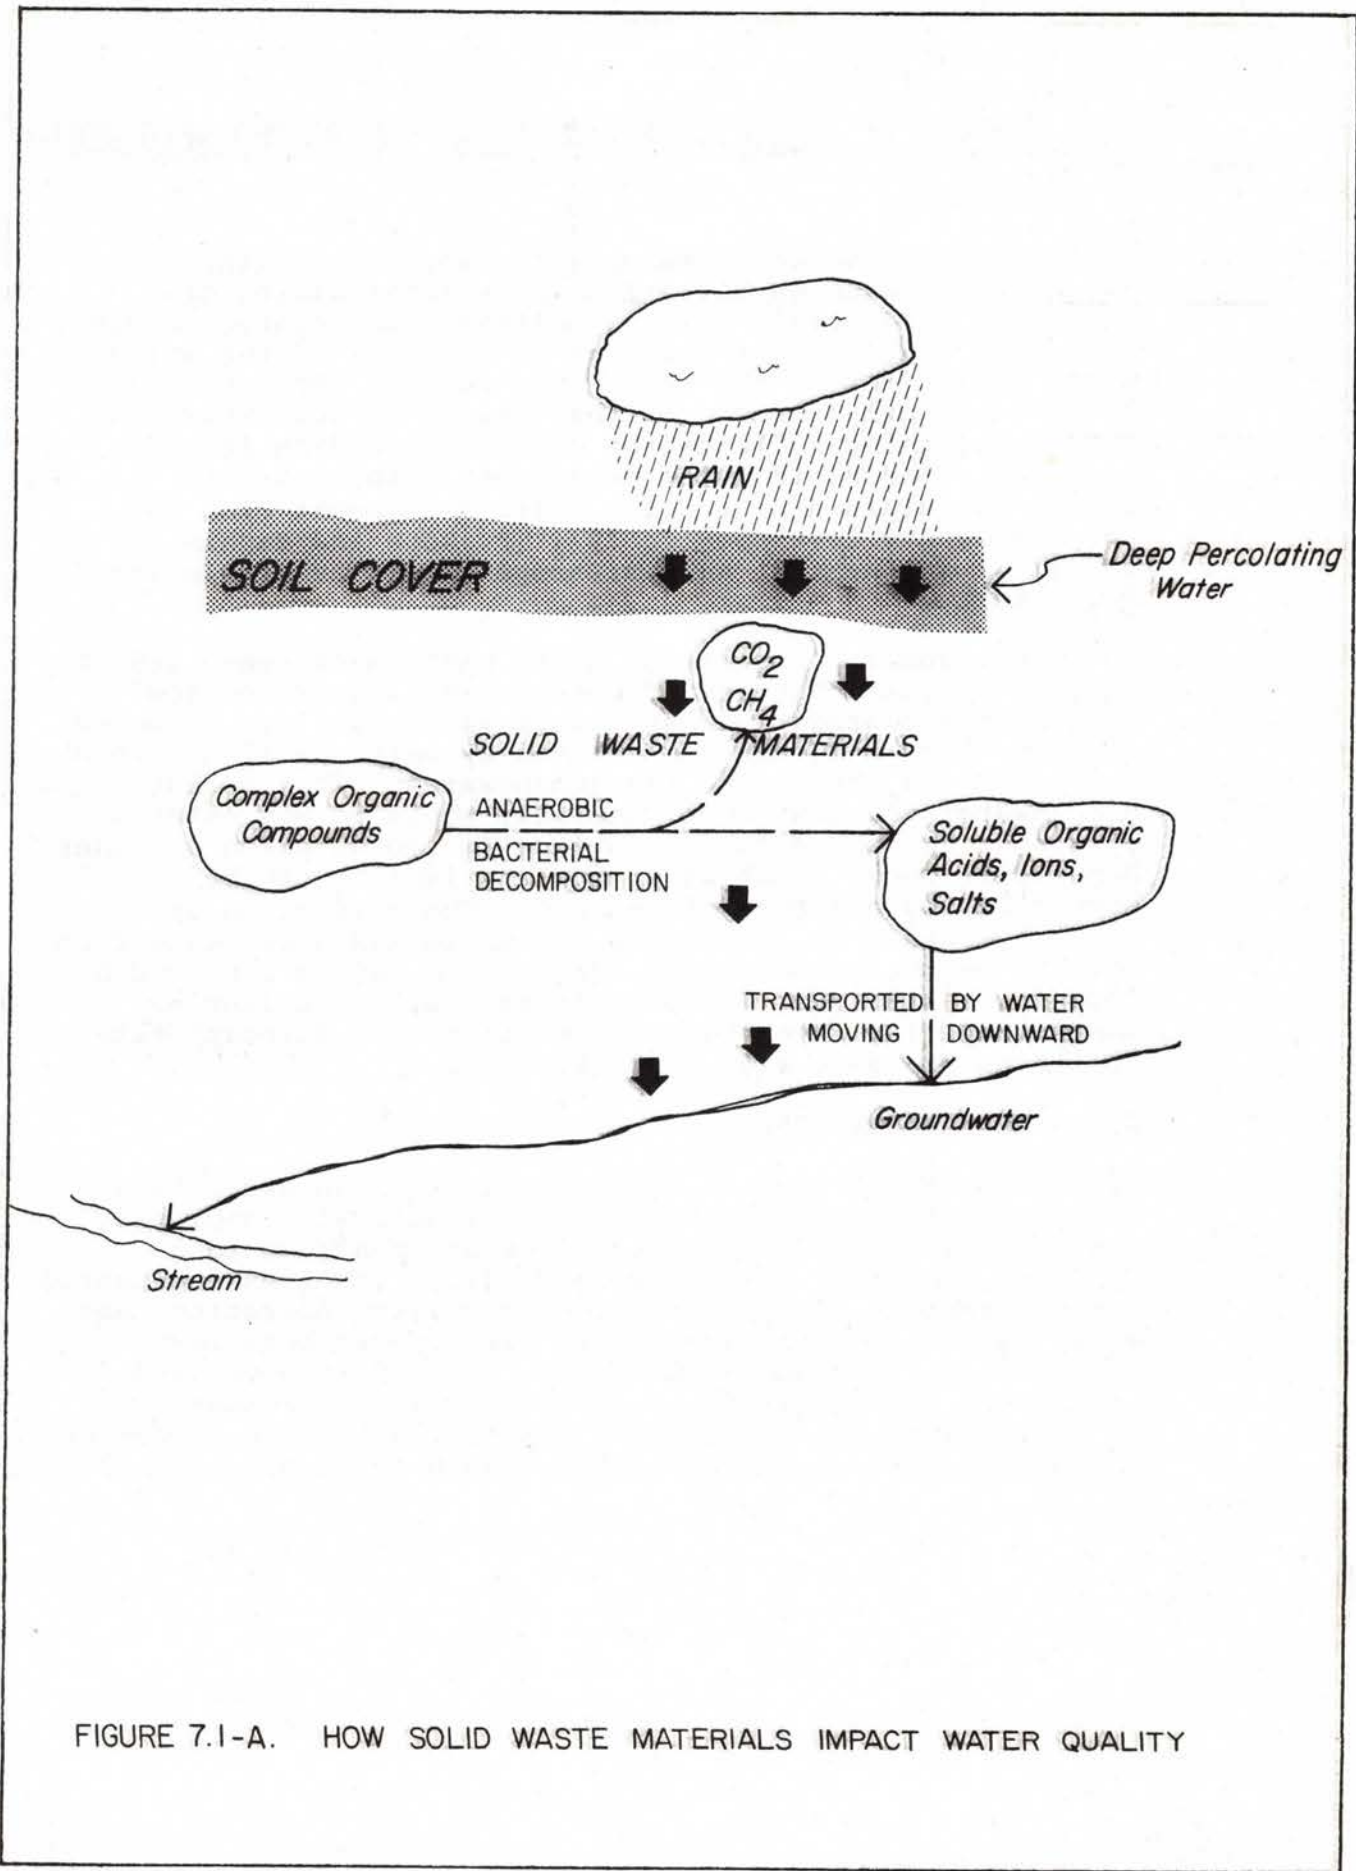 RAIN
SOIL COVER
Deep Percolating
Water
CO2
CH4
SOLID WASTE MATERIALS
Complex Organic
Compounds
ANAEROBIC
BACTERIAL
DECOMPOSITION
Soluble Organic
Acids, Ions,
Salts
TRANSPORTED BY WATER
MOVING DOWNWARD
Groundwater
Stream
FIGURE 7.1-A. HOW SOLID WASTE MATERIALS IMPACT WATER QUALITY